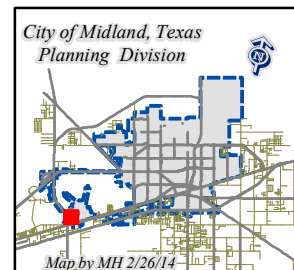 City of Midland, Texas
Planning Division
Map by MH 2/26/14